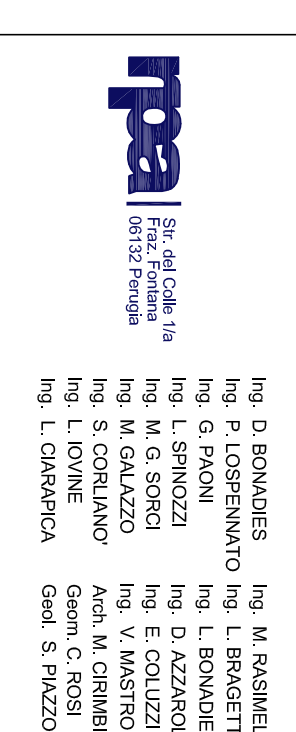 rpa
Str. del Colle 1/a
Fraz. Fontana
06132 Perugia
Ing. D. BONADIES
Ing. P. LOSPENNATO
Ing. G. PAONI
Ing. L. SPINOZZI
Ing. M. G. SORCI
Ing. M. GALAZZO
Ing. S. CORLIANO'
Ing. L. IOVINE
Ing. L. CIARAPICA
Ing. M. RASIMEL
Ing. L. BRAGETT
Ing. L. BONADIE
Ing. D. AZZAROL
Ing. E. COLUZZI
Ing. V. MASTRO
Arch. M. CIRIMBI
Geom. C. ROSI
Geol. S. PIAZZO